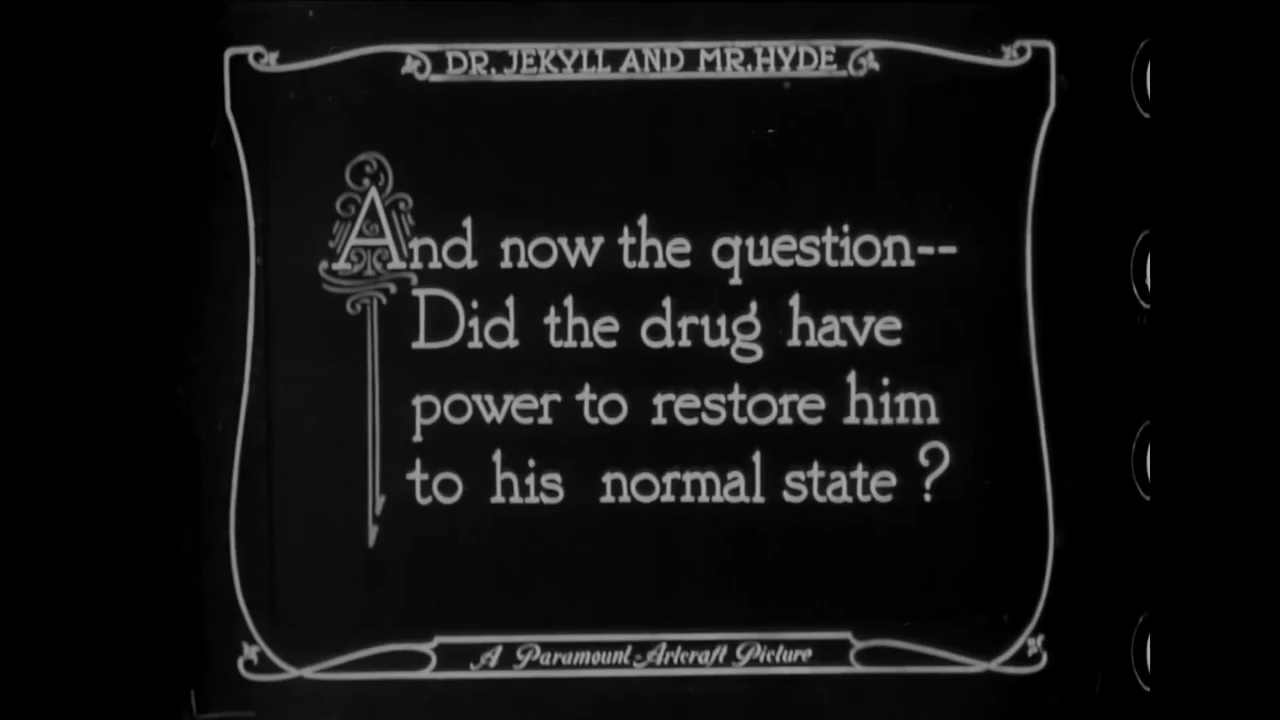 DR. JEKYLL AND MR. HYDE
And now the question--
Did the drug have
power to restore him
to his normal state ?
A Paramount-Artcraft Picture